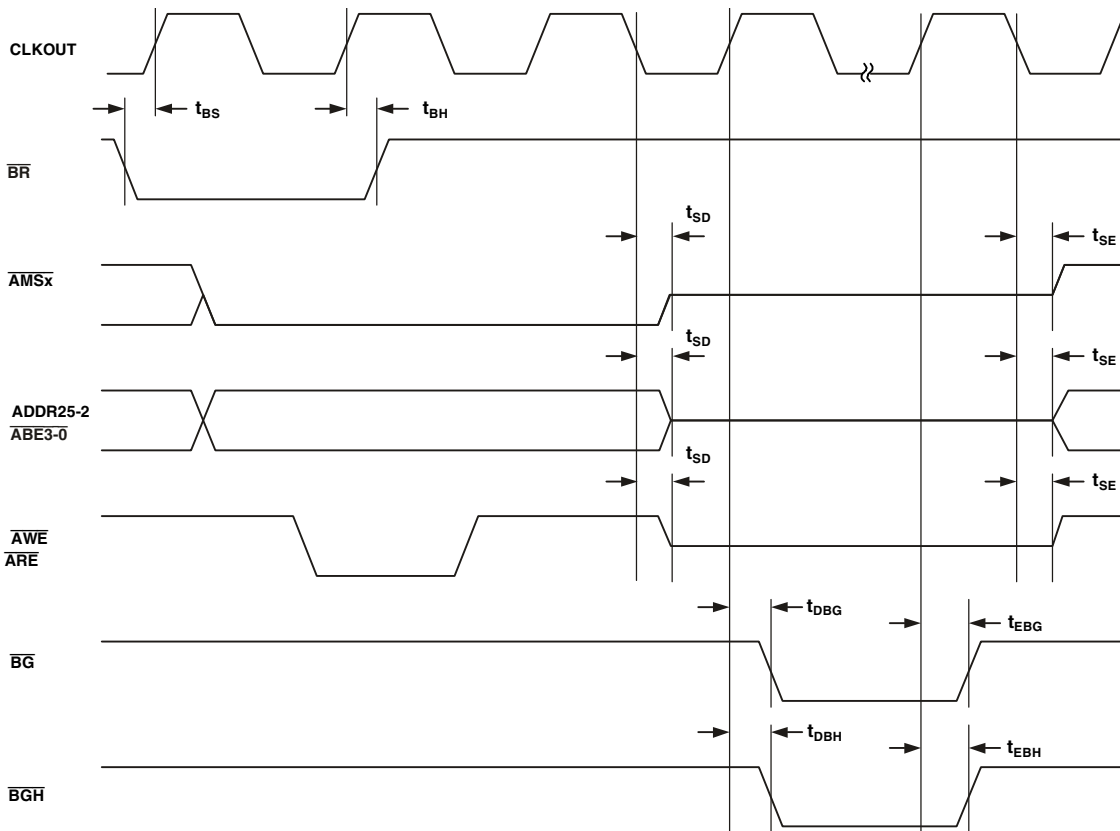 CLKOUT
tBS
tBH
BR
tSD
tSE
AMSx
tSD
tSE
ADDR25-2
ABE3-0
tSD
tSE
AWE
ARE
tDBG
tEBG
BG
tDBH
tEBH
BGH